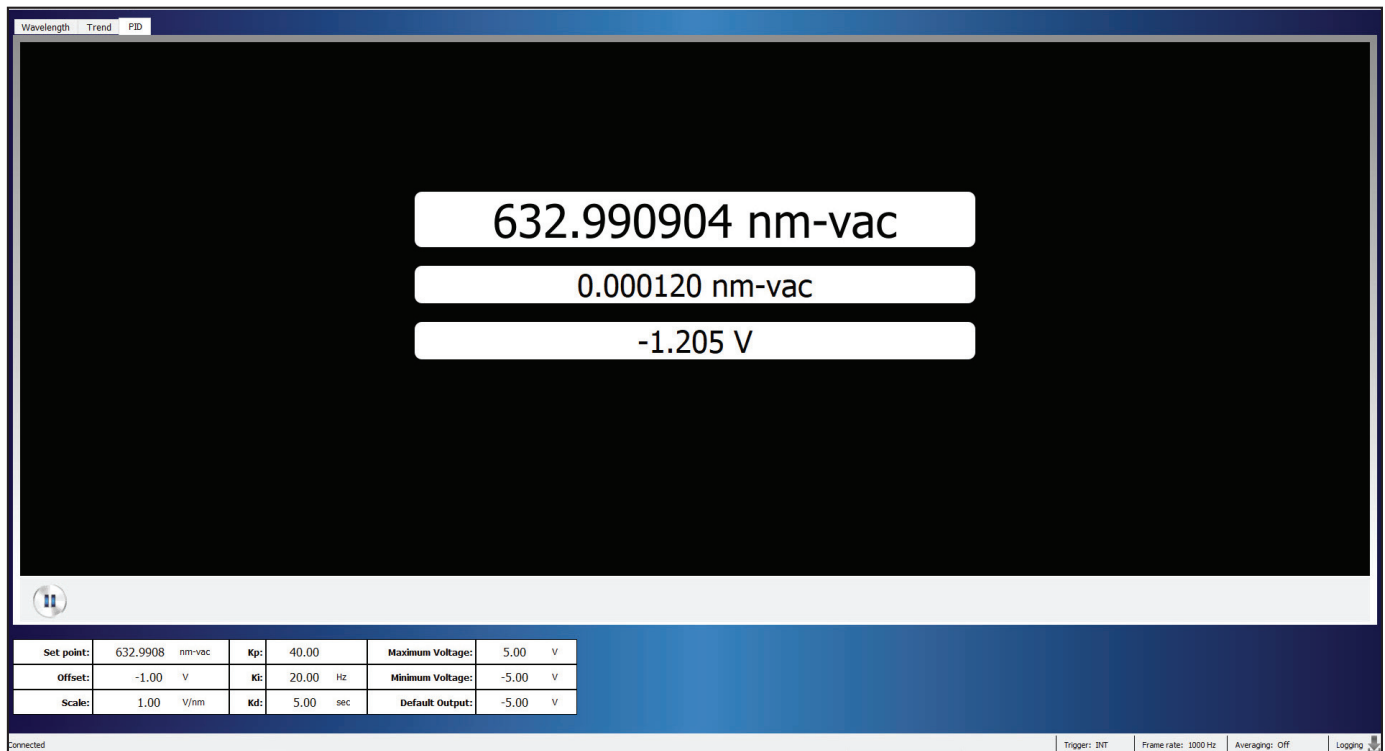 Wavelength Trend PID
632.990904 nm-vac
0.000120 nm-vac
-1.205 V
Set point: 632.9908 nm-vac Kp: 40.00 Maximum Voltage: 5.00 V
Offset: -1.00 V Ki: 20.00 Hz Minimum Voltage: -5.00 V
Scale: 1.00 V/nm Kd: 5.00 sec Default Output: -5.00 V
Connected Trigger: INT Frame rate: 1000 Hz Averaging: Off Logging